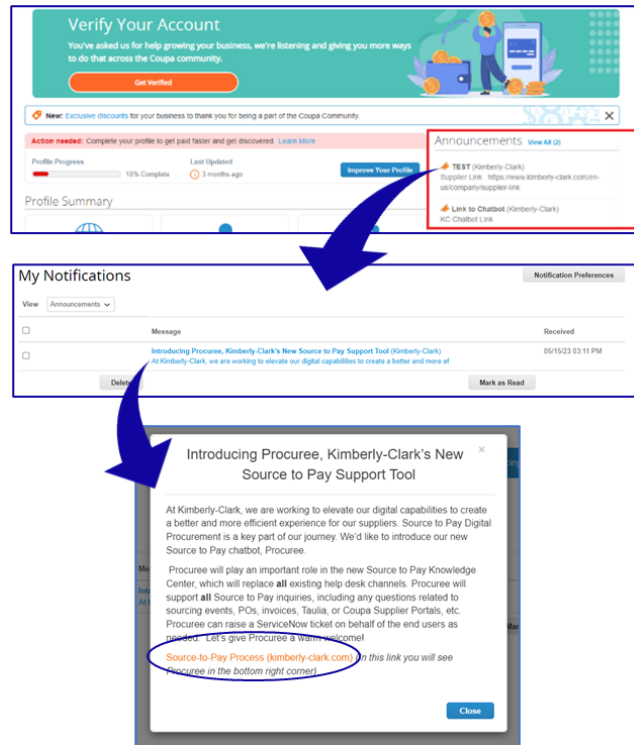 Verify Your Account
You've asked us for help growing your business, we're listening and giving you more ways
to do that across the Coupa community.
Get Verified
New: Exclusive discounts for your business to thank you for being a part of the Coupa Community.
Action needed: Complete your profile to get paid faster and get discovered Learn More
Profile Progress
Last Updated
18% Complete
3 months ago
Improve Your Profile
Profile Summary
Announcements View All (2)
TEST (Kimberly-Clark)
Supplier Link https://www.kimberly-clark.com/en-
us/company/supplier-link
Link to Chatbot (Kimberly-Clark)
KC Chatbot Link
My Notifications
Notification Preferences
View Announcements
Message Received
Introducing Procuree, Kimberly-Clark's New Source to Pay Support Tool (Kimberly-Clark) 05/15/23 03:11 PM
At Kimberly-Clark, we are working to elevate our digital capabilities to create a better and more ef
Delete Mark as Read
Introducing Procuree, Kimberly-Clark's New
Source to Pay Support Tool
At Kimberly-Clark, we are working to elevate our digital capabilities to create
a better and more efficient experience for our suppliers. Source to Pay Digital
Procurement is a key part of our journey. We'd like to introduce our new
Source to Pay chatbot, Procuree.
Procuree will play an important role in the new Source to Pay Knowledge
Center, which will replace all existing help desk channels. Procuree will
support all Source to Pay inquiries, including any questions related to
sourcing events, POs, invoices, Taulia, or Coupa Supplier Portals, etc.
Procuree can raise a ServiceNow ticket on behalf of the end users as
needed. Let's give Procuree a warm welcome!
Source-to-Pay Process (kimberly-clark.com) (in this link you will see
Procuree in the bottom right corner)
Close